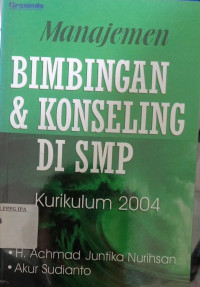 Grasindo
Manajemen
BIMBINGAN
& KONSELING
DI SMP
Kurikulum 2004
• H. Achmad Juntika Nurihsan
• Akur Sudianto